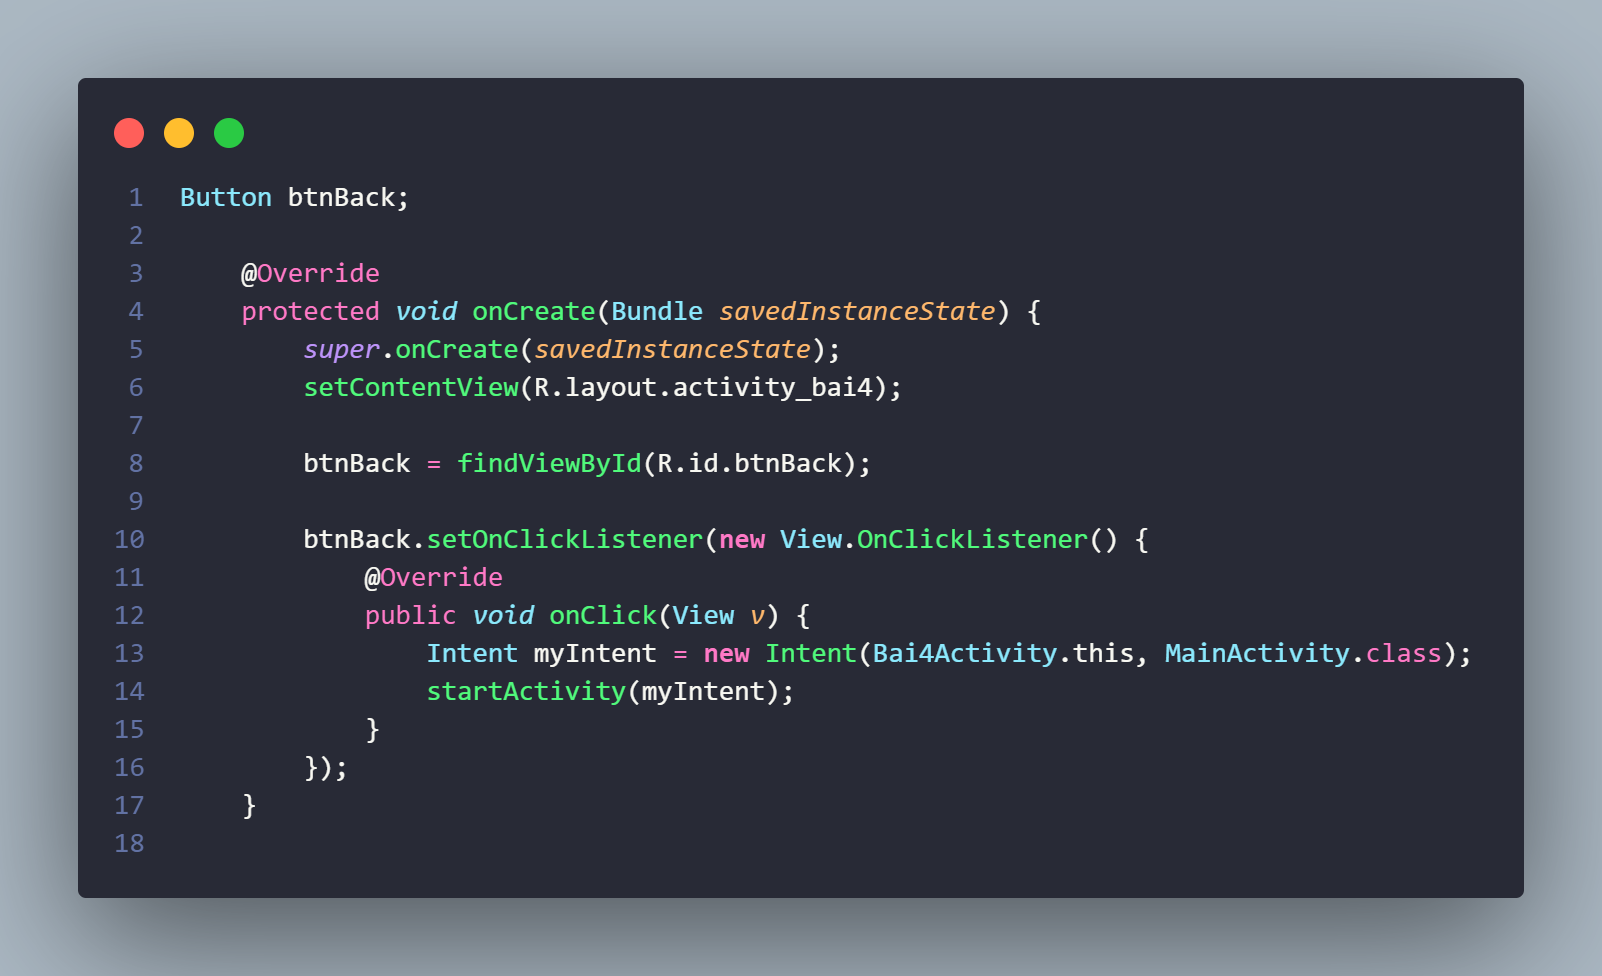 1 Button btnBack;
2
3     @Override
4     protected void onCreate(Bundle savedInstanceState) {
5         super.onCreate(savedInstanceState);
6         setContentView(R.layout.activity_bai4);
7
8         btnBack = findViewById(R.id.btnBack);
9
10         btnBack.setOnClickListener(new View.OnClickListener() {
11             @Override
12             public void onClick(View v) {
13                 Intent myIntent = new Intent(Bai4Activity.this, MainActivity.class);
14                 startActivity(myIntent);
15             }
16         });
17     }
18